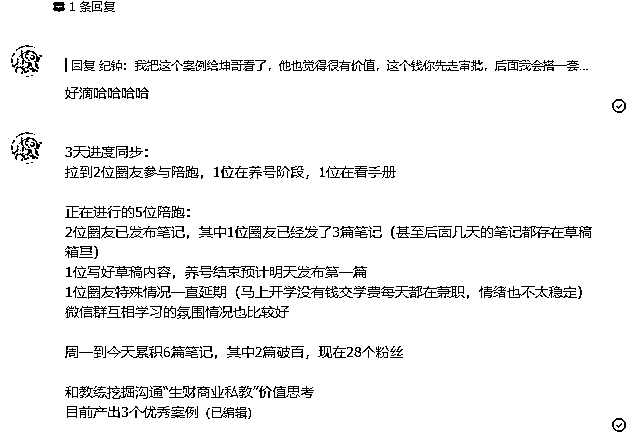 1 条回复
回复 纪钟：我把这个案例给坤哥看了，他也觉得很有价值，这个钱你先走审批，后面我会搭一套...
好滴哈哈哈哈
3天进度同步：
拉到2位圈友参与陪跑，1位在养号阶段，1位在看手册
正在进行的5位陪跑：
2位圈友已发布笔记，其中1位圈友已经发了3篇笔记（甚至后面几天的笔记都存在草稿
箱里）
1位写好草稿内容，养号结束预计明天发布第一篇
1位圈友特殊情况一直延期（马上开学没有钱交学费每天都在兼职，情绪也不太稳定）
微信群互相学习的氛围情况也比较好
周一到今天累积6篇笔记，其中2篇破百，现在28个粉丝
和教练挖掘沟通“生财商业私教”价值思考
目前产出3个优秀案例（已编辑）